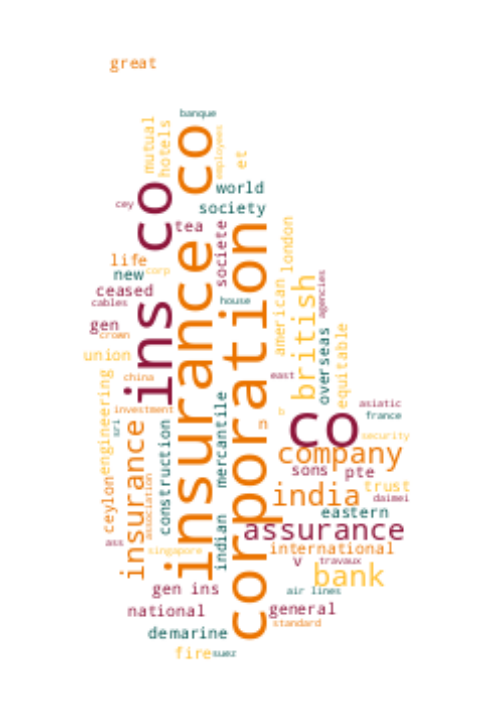 great
banque
mutual
hotels
insurance co
employees
et
world
cey
ins co
society
tea
societe
corporation
london
life
new
corp
american
ceased
cables
house
agencies
gen
crown
british
overseas
equitable
union
china
east
engineering
investment
b
asiatic
france
co
security
sri
insurance
construction
mercantile
n
company
sons
pte
ceylon
association
india
trust
daimei
eastern
indian
assurance
ass
singapore
international
v
travaux
bank
gen ins
air lines
national
general
standard
demarine
fire
suez